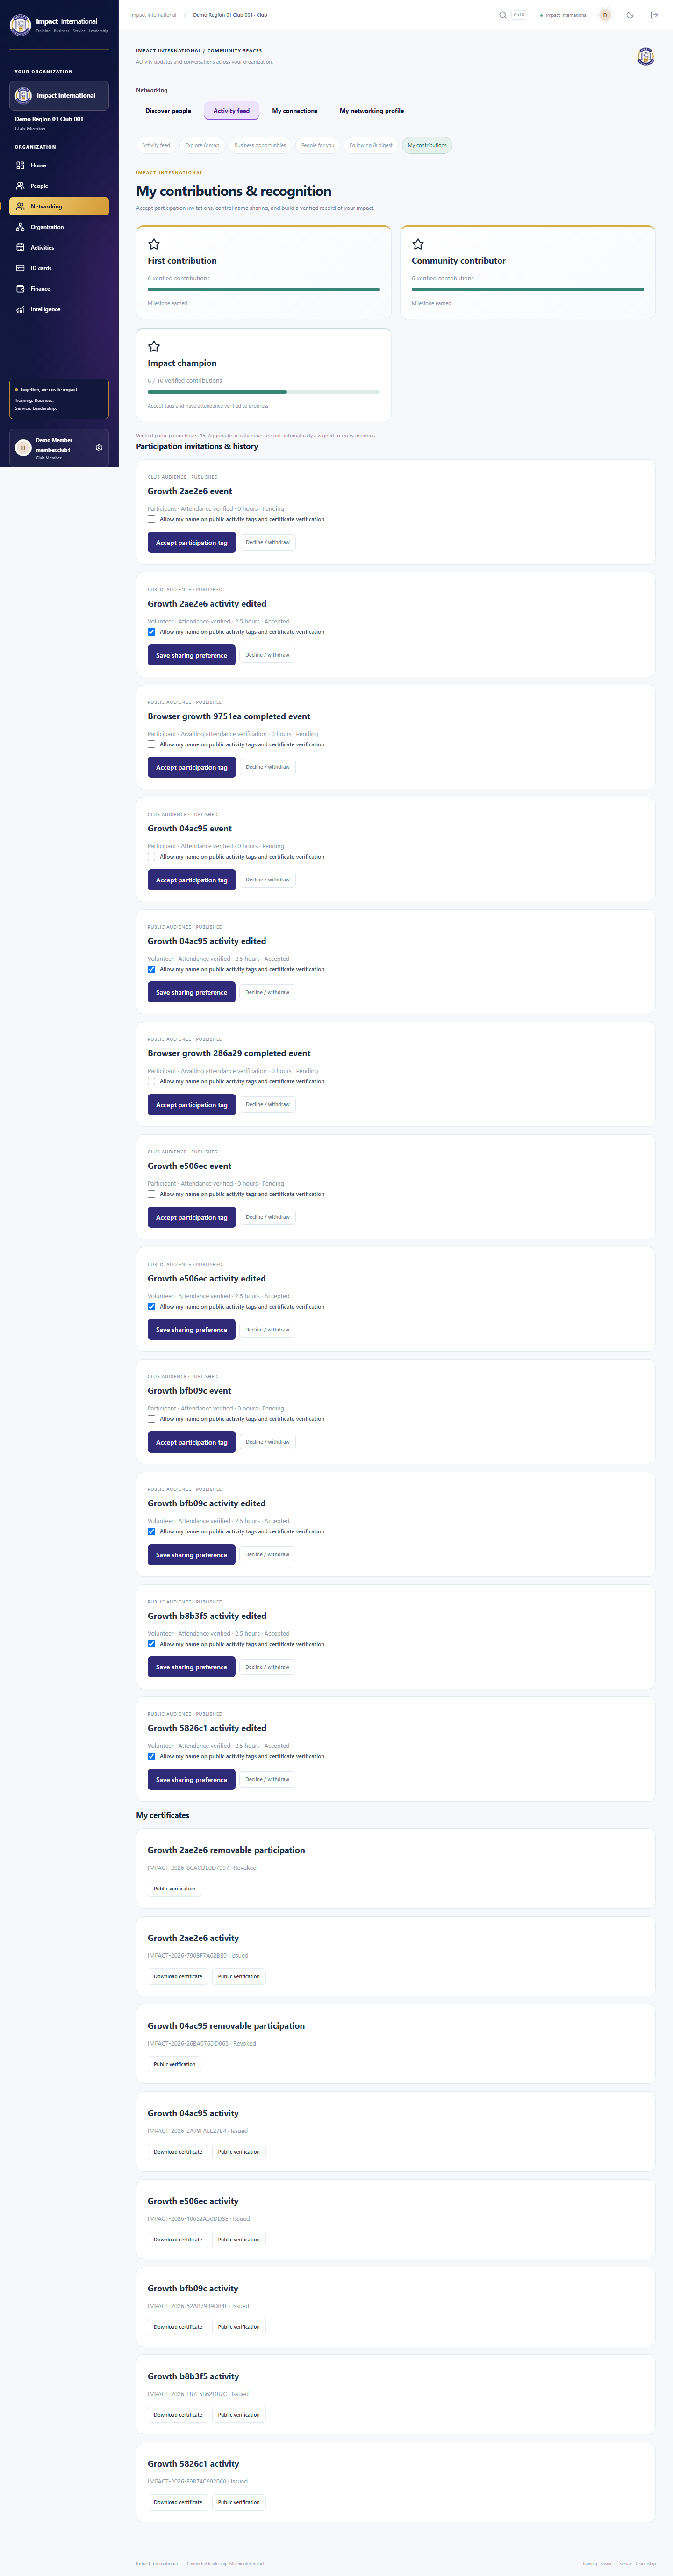 Impact International
Training · Business · Service · Leadership
YOUR ORGANIZATION
Impact International
Demo Region 01 Club 001
Club Member
ORGANIZATION
Home
People
Networking
Organization
Activities
ID cards
Finance
Intelligence
Together, we create impact
Training. Business.
Service. Leadership.
D
Demo Member
member.club1
Club Member
Impact International
Demo Region 01 Club 001 · Club
Ctrl K
Impact International
D
IMPACT INTERNATIONAL / COMMUNITY SPACES
Activity updates and conversations across your organization.
Networking
Discover people
Activity feed
My connections
My networking profile
Activity feed
Explore & map
Business opportunities
People for you
Following & digest
My contributions
IMPACT INTERNATIONAL
My contributions & recognition
Accept participation invitations, control name sharing, and build a verified record of your impact.
First contribution
6 verified contributions
Milestone earned
Community contributor
6 verified contributions
Milestone earned
Impact champion
6 / 10 verified contributions
Accept tags and have attendance verified to progress
Verified participation hours: 15. Aggregate activity hours are not automatically assigned to every member.
Participation invitations & history
CLUB AUDIENCE · PUBLISHED
Growth 2ae2e6 event
Participant · Attendance verified · 0 hours · Pending
Allow my name on public activity tags and certificate verification
Accept participation tag
Decline / withdraw
PUBLIC AUDIENCE · PUBLISHED
Growth 2ae2e6 activity edited
Volunteer · Attendance verified · 2.5 hours · Accepted
Allow my name on public activity tags and certificate verification
Save sharing preference
Decline / withdraw
PUBLIC AUDIENCE · PUBLISHED
Browser growth 9751ea completed event
Participant · Awaiting attendance verification · 0 hours · Pending
Allow my name on public activity tags and certificate verification
Accept participation tag
Decline / withdraw
CLUB AUDIENCE · PUBLISHED
Growth 04ac95 event
Participant · Attendance verified · 0 hours · Pending
Allow my name on public activity tags and certificate verification
Accept participation tag
Decline / withdraw
PUBLIC AUDIENCE · PUBLISHED
Growth 04ac95 activity edited
Volunteer · Attendance verified · 2.5 hours · Accepted
Allow my name on public activity tags and certificate verification
Save sharing preference
Decline / withdraw
PUBLIC AUDIENCE · PUBLISHED
Browser growth 286a29 completed event
Participant · Awaiting attendance verification · 0 hours · Pending
Allow my name on public activity tags and certificate verification
Accept participation tag
Decline / withdraw
CLUB AUDIENCE · PUBLISHED
Growth e506ec event
Participant · Attendance verified · 0 hours · Pending
Allow my name on public activity tags and certificate verification
Accept participation tag
Decline / withdraw
PUBLIC AUDIENCE · PUBLISHED
Growth e506ec activity edited
Volunteer · Attendance verified · 2.5 hours · Accepted
Allow my name on public activity tags and certificate verification
Save sharing preference
Decline / withdraw
CLUB AUDIENCE · PUBLISHED
Growth bfb09c event
Participant · Attendance verified · 0 hours · Pending
Allow my name on public activity tags and certificate verification
Accept participation tag
Decline / withdraw
PUBLIC AUDIENCE · PUBLISHED
Growth bfb09c activity edited
Volunteer · Attendance verified · 2.5 hours · Accepted
Allow my name on public activity tags and certificate verification
Save sharing preference
Decline / withdraw
PUBLIC AUDIENCE · PUBLISHED
Growth b8b3f5 activity edited
Volunteer · Attendance verified · 2.5 hours · Accepted
Allow my name on public activity tags and certificate verification
Save sharing preference
Decline / withdraw
PUBLIC AUDIENCE · PUBLISHED
Growth 5826c1 activity edited
Volunteer · Attendance verified · 2.5 hours · Accepted
Allow my name on public activity tags and certificate verification
Save sharing preference
Decline / withdraw
My certificates
Growth 2ae2e6 removable participation
IMPACT-2026-8CACDE0D7997 · Revoked
Public verification
Growth 2ae2e6 activity
IMPACT-2026-790BF7A62B89 · Issued
Download certificate
Public verification
Growth 04ac95 removable participation
IMPACT-2026-26BA976DD065 · Revoked
Public verification
Growth 04ac95 activity
IMPACT-2026-2A79FAEE27B4 · Issued
Download certificate
Public verification
Growth e506ec activity
IMPACT-2026-10652A50DD8E · Issued
Download certificate
Public verification
Growth bfb09c activity
IMPACT-2026-52AB79B9D84E · Issued
Download certificate
Public verification
Growth b8b3f5 activity
IMPACT-2026-E87F5862DB7C · Issued
Download certificate
Public verification
Growth 5826c1 activity
IMPACT-2026-F9B74C992060 · Issued
Download certificate
Public verification
Impact International
Connected leadership. Meaningful impact.
Training · Business · Service · Leadership